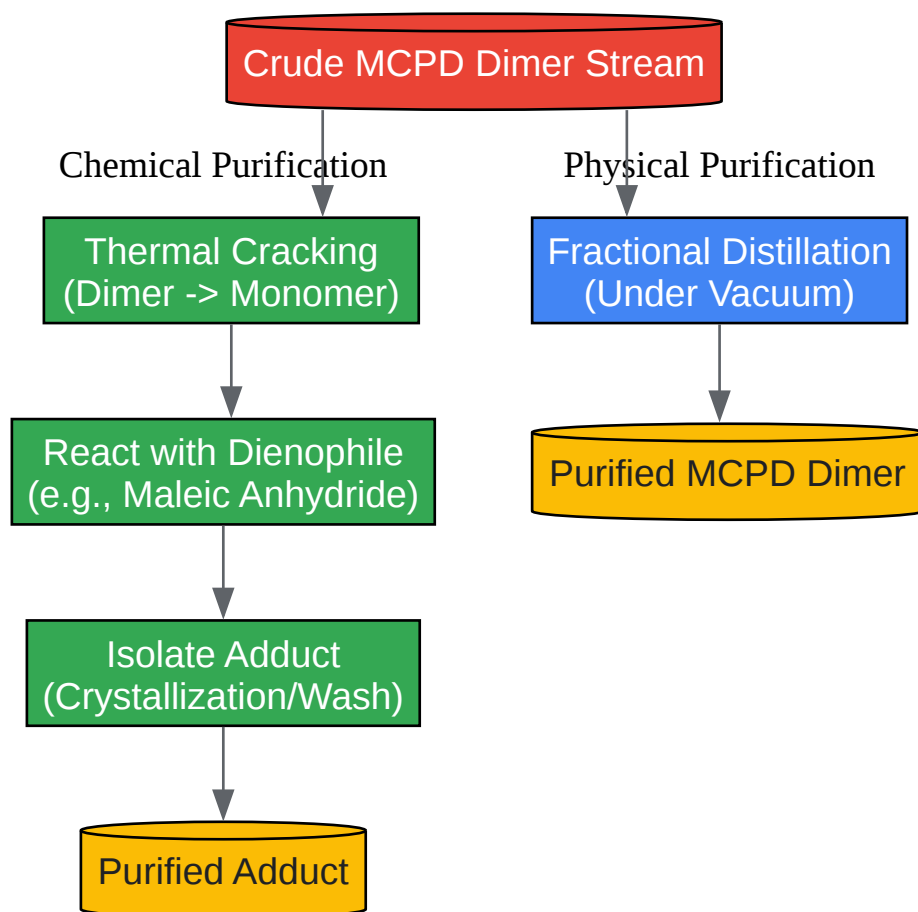 Crude MCPD Dimer Stream
Chemical Purification
Physical Purification
Thermal Cracking
(Dimer -> Monomer)
Fractional Distillation
(Under Vacuum)
React with Dienophile
(e.g., Maleic Anhydride)
Purified MCPD Dimer
Isolate Adduct
(Crystallization/Wash)
Purified Adduct